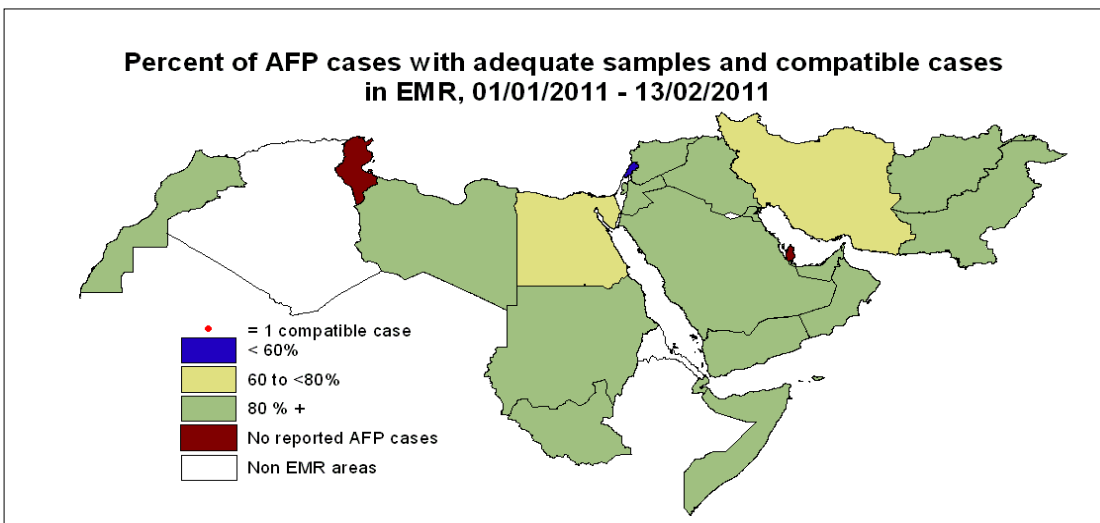 Percent of AFP cases with adequate samples and compatible cases
in EMR, 01/01/2011 - 13/02/2011
= 1 compatible case
< 60%
60 to <80%
80 % +
No reported AFP cases
Non EMR areas